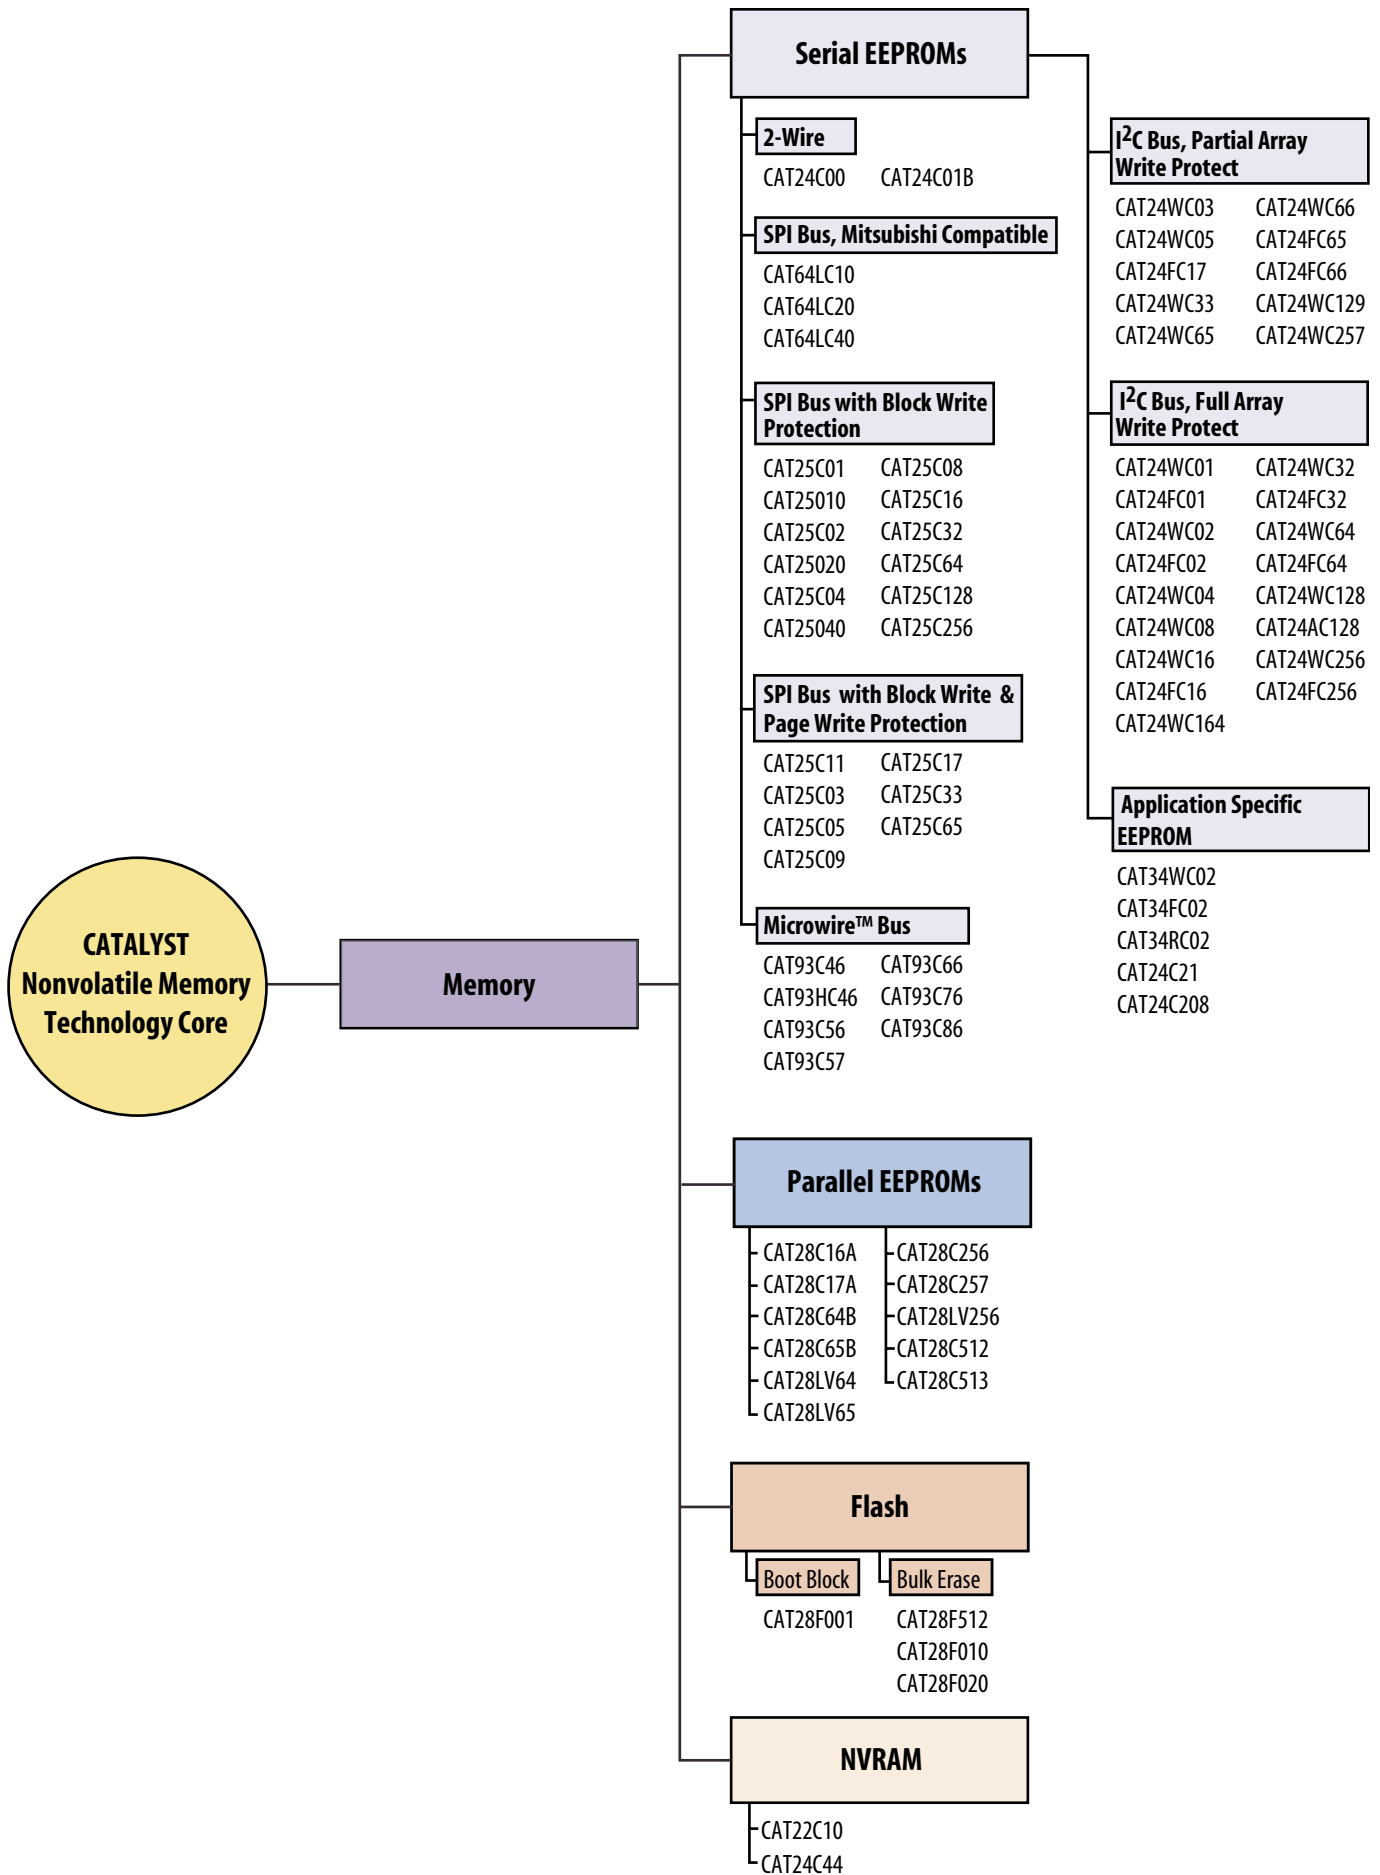 CATALYST
Nonvolatile Memory
Technology Core
Memory
Serial EEPROMs
2-Wire
CAT24C00 CAT24C01B
SPI Bus, Mitsubishi Compatible
CAT64LC10
CAT64LC20
CAT64LC40
SPI Bus with Block Write
Protection
CAT25C01 CAT25C08
CAT25010 CAT25C16
CAT25C02 CAT25C32
CAT25020 CAT25C64
CAT25C04 CAT25C128
CAT25040 CAT25C256
SPI Bus with Block Write &
Page Write Protection
CAT25C11 CAT25C17
CAT25C03 CAT25C33
CAT25C05 CAT25C65
CAT25C09
Microwire™ Bus
CAT93C46 CAT93C66
CAT93HC46 CAT93C76
CAT93C56 CAT93C86
CAT93C57
I²C Bus, Partial Array
Write Protect
CAT24WC03 CAT24WC66
CAT24WC05 CAT24FC65
CAT24FC17 CAT24FC66
CAT24WC33 CAT24WC129
CAT24WC65 CAT24WC257
I²C Bus, Full Array
Write Protect
CAT24WC01 CAT24WC32
CAT24FC01 CAT24FC32
CAT24WC02 CAT24WC64
CAT24FC02 CAT24FC64
CAT24WC04 CAT24WC128
CAT24WC08 CAT24AC128
CAT24WC16 CAT24WC256
CAT24FC16 CAT24FC256
CAT24WC164
Application Specific
EEPROM
CAT34WC02
CAT34FC02
CAT34RC02
CAT24C21
CAT24C208
Parallel EEPROMs
CAT28C16A CAT28C256
CAT28C17A CAT28C257
CAT28C64B CAT28LV256
CAT28C65B CAT28C512
CAT28LV64 CAT28C513
CAT28LV65
Flash
Boot Block
CAT28F001
Bulk Erase
CAT28F512
CAT28F010
CAT28F020
NVRAM
CAT22C10
CAT24C44